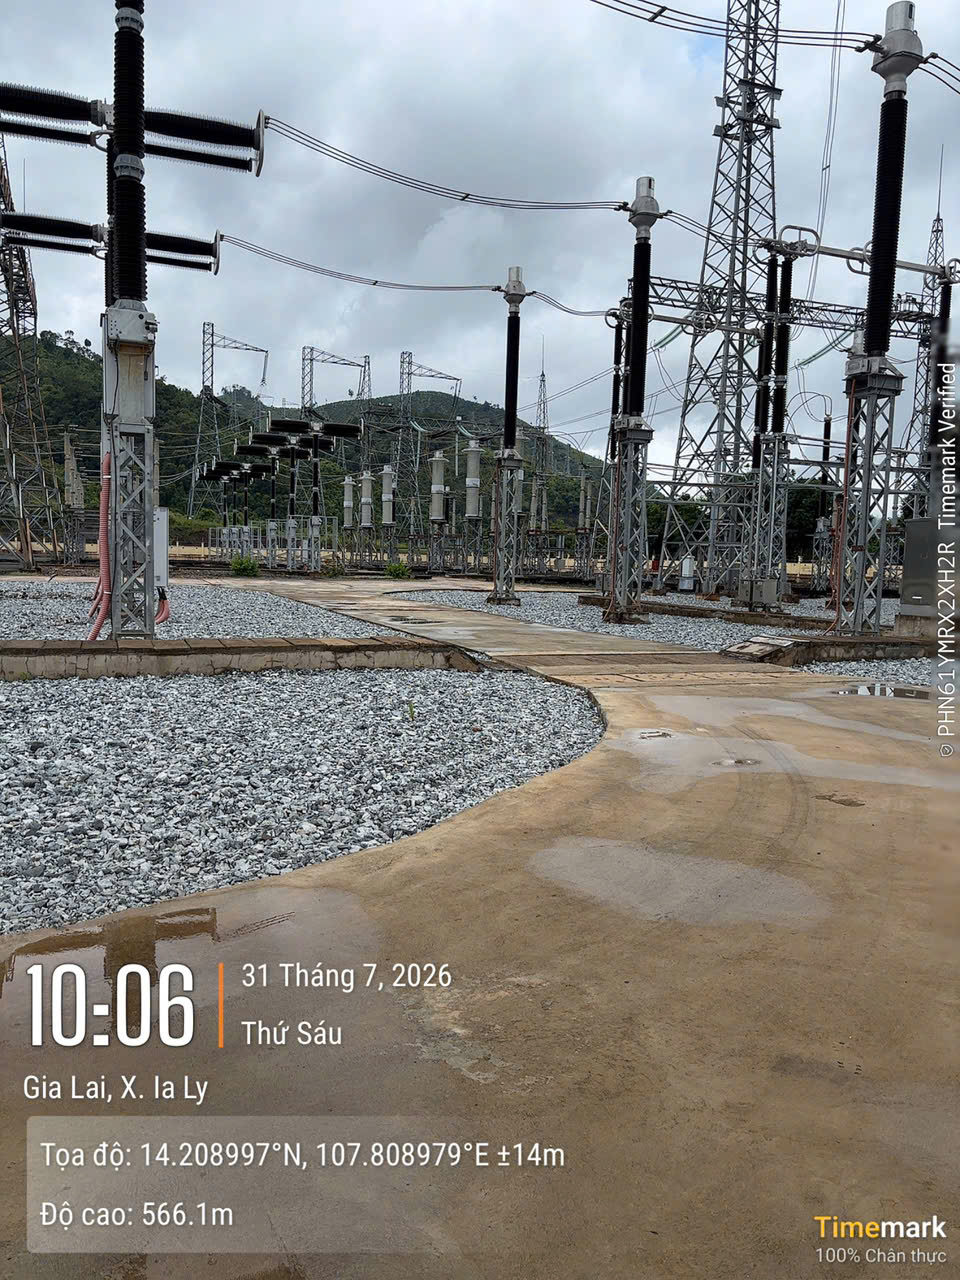 PHN61YMRX2XH2R Timemark Verified
10:06
31 Tháng 7, 2026
Thứ Sáu
Gia Lai, X. Ia Ly
Tọa độ: 14.208997°N, 107.808979°E ±14m
Độ cao: 566.1m
Timemark
100% Chân thực